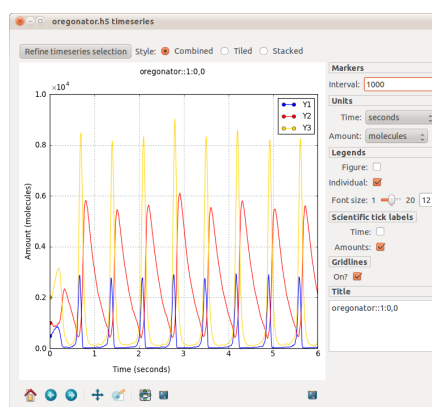 oregonator.h5 timeseries
Refine timeseries selection Style: Combined Tiled Stacked
oregonator::1:0,0
×10⁴
1.0
0.8
0.6
0.4
0.2
0.0
Amount (molecules)
0 1 2 3 4 5 6
Time (seconds)
Y1
Y2
Y3
Markers
Interval: 1000
Units
Time: seconds
Amount: molecules
Legends
Figure:
Individual:
Font size: 1 20 12
Scientific tick labels
Time:
Amounts:
Gridlines
On?
Title
oregonator::1:0,0